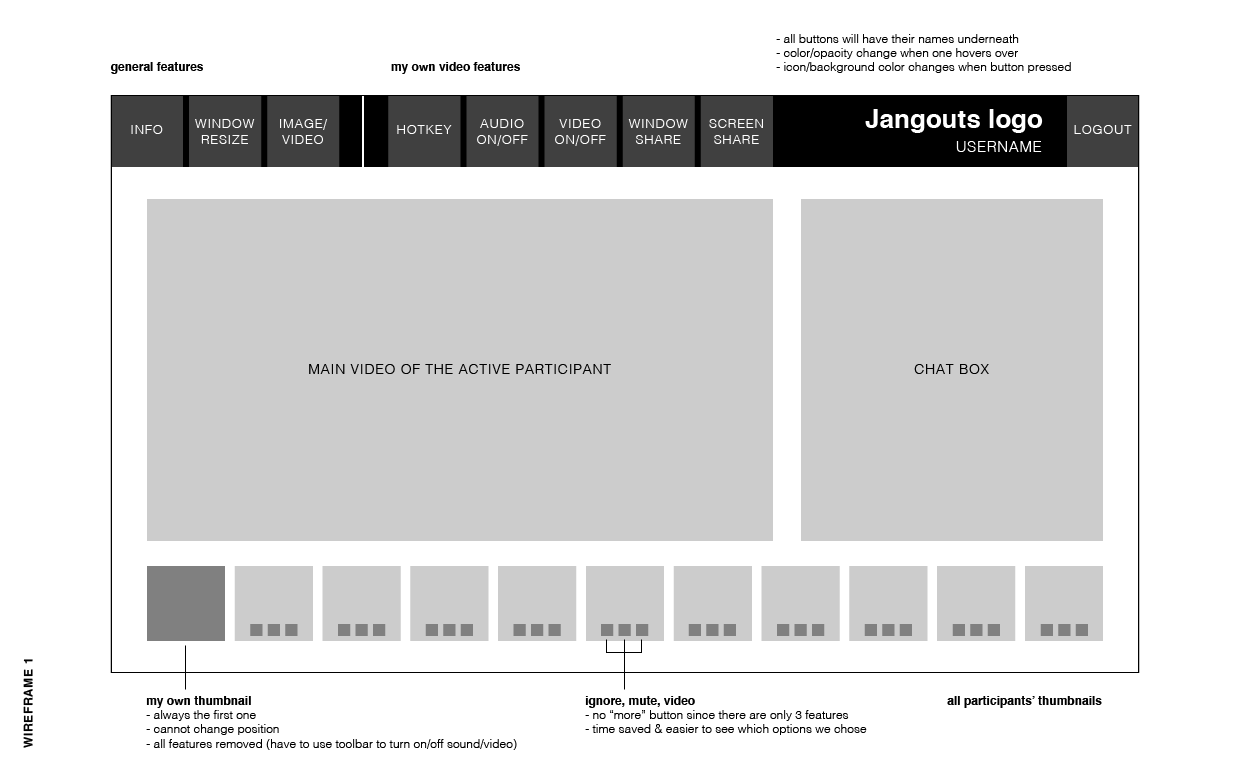 - all buttons will have their names underneath
- color/opacity change when one hovers over
general features
my own video features
- icon/background color changes when button pressed
INFO
WINDOW
RESIZE
IMAGE/
VIDEO
HOTKEY
AUDIO
ON/OFF
VIDEO
ON/OFF
WINDOW
SHARE
SCREEN
SHARE
Jangouts logo
USERNAME
LOGOUT
MAIN VIDEO OF THE ACTIVE PARTICIPANT
CHAT BOX
my own thumbnail
- always the first one
- cannot change position
- all features removed (have to use toolbar to turn on/off sound/video)
ignore, mute, video
- no “more” button since there are only 3 features
- time saved & easier to see which options we chose
all participants’ thumbnails
WIREFRAME 1